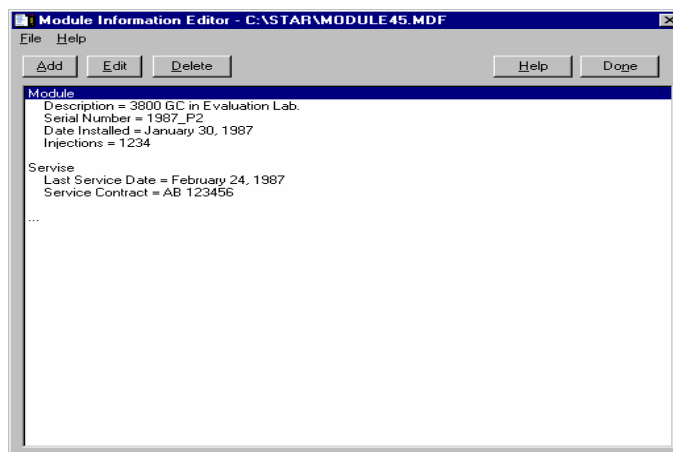 Module Information Editor - C:\STAR\MODULE45.MDF
File Help
Add Edit Delete Help Done
Module
Description = 3800 GC in Evaluation Lab.
Serial Number = 1987_P2
Date Installed = January 30, 1987
Injections = 1234
Servise
Last Service Date = February 24, 1987
Service Contract = AB 123456
...